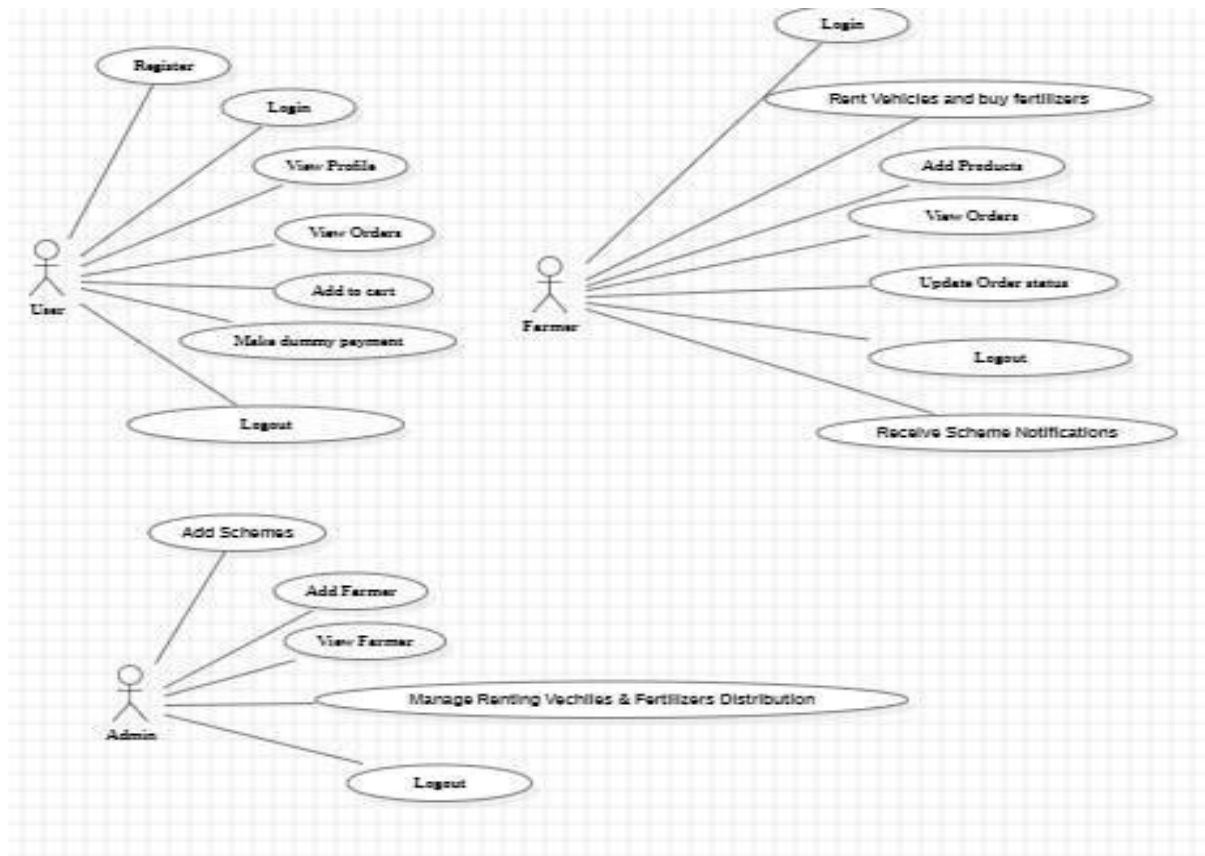 Register
Login
View Profile
View Orders
Add to cart
Make dummy payment
Logout
User
Login
Rent Vehicles and buy fertilizers
Add Products
View Orders
Update Order status
Logout
Receive Scheme Notifications
Farmer
Add Schemes
Add Farmer
View Farmer
Manage Renting Vechiles & Fertilizers Distribution
Logout
Admin